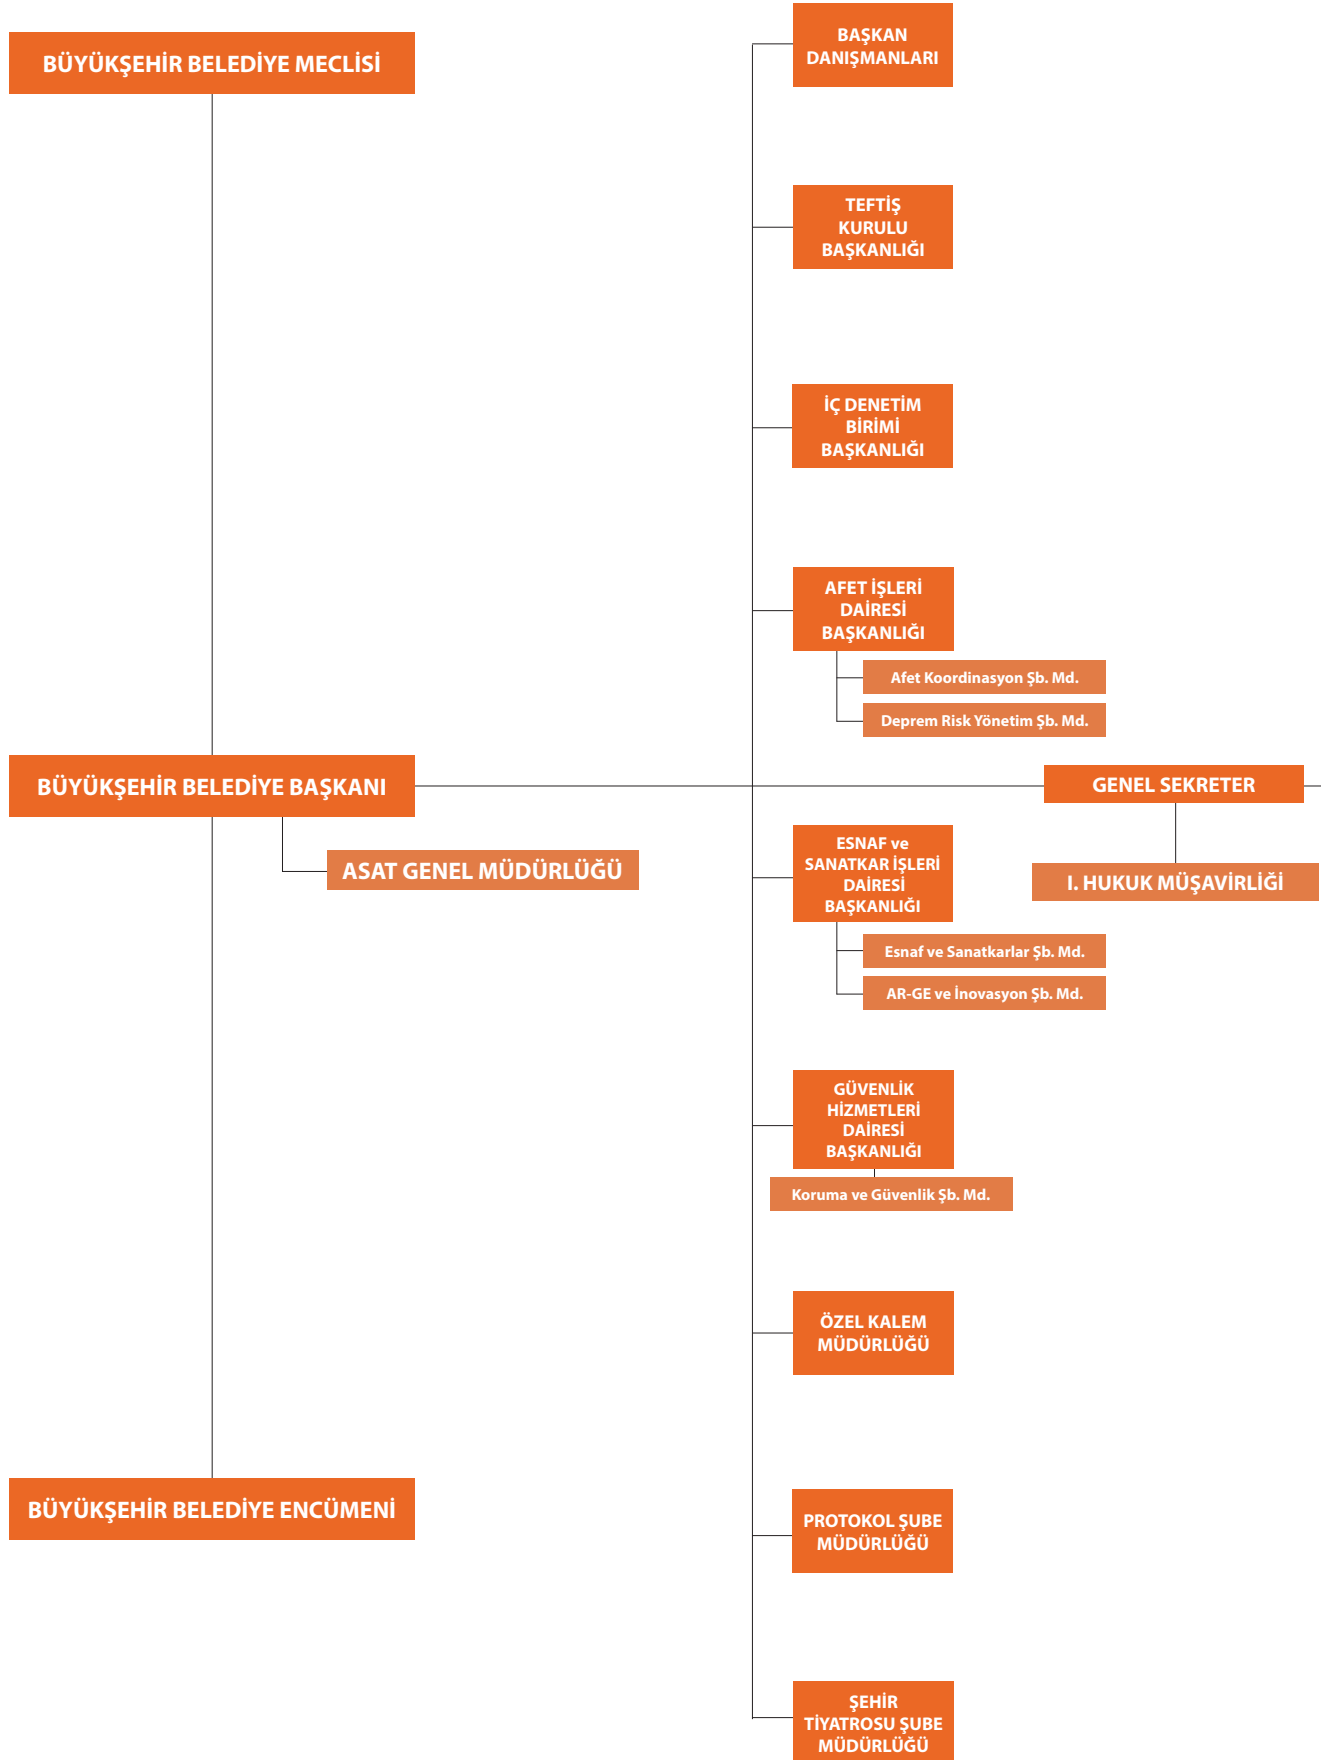 BÜYÜKŞEHİR BELEDİYE MECLİSİ
BÜYÜKŞEHİR BELEDİYE BAŞKANI
ASAT GENEL MÜDÜRLÜĞÜ
BÜYÜKŞEHİR BELEDİYE ENCÜMENİ
BAŞKAN
DANIŞMANLARI
TEFTİŞ
KURULU
BAŞKANLIĞI
İÇ DENETİM
BİRİMİ
BAŞKANLIĞI
AFET İŞLERİ
DAİRESİ
BAŞKANLIĞI
Afet Koordinasyon Şb. Md.
Deprem Risk Yönetim Şb. Md.
GENEL SEKRETER
I. HUKUK MÜŞAVİRLİĞİ
ESNAF ve
SANATKAR İŞLERİ
DAİRESİ
BAŞKANLIĞI
Esnaf ve Sanatkarlar Şb. Md.
AR-GE ve İnovasyon Şb. Md.
GÜVENLİK
HİZMETLERİ
DAİRESİ
BAŞKANLIĞI
Koruma ve Güvenlik Şb. Md.
ÖZEL KALEM
MÜDÜRLÜĞÜ
PROTOKOL ŞUBE
MÜDÜRLÜĞÜ
ŞEHİR
TİYATROSU ŞUBE
MÜDÜRLÜĞÜ